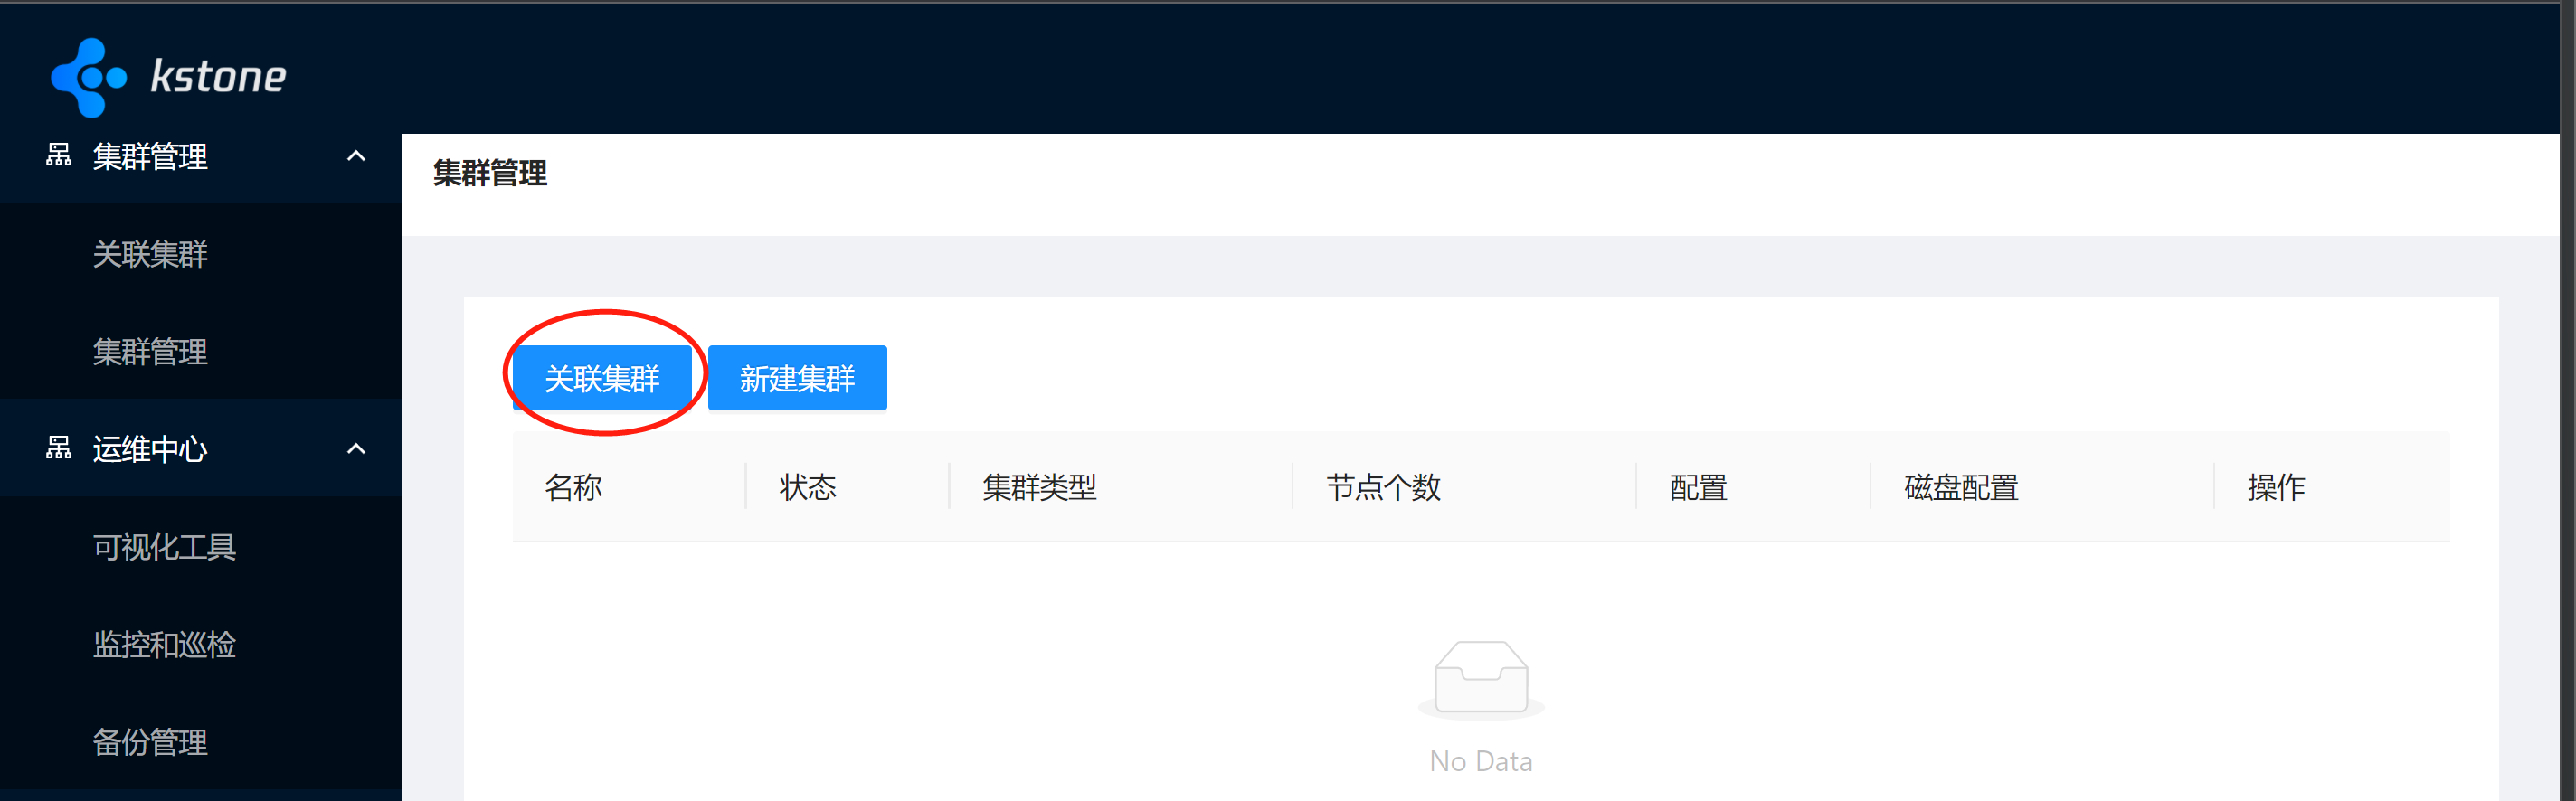 kstone
集群管理
关联集群
集群管理
运维中心
可视化工具
监控和巡检
备份管理
集群管理
关联集群 新建集群
名称 状态 集群类型 节点个数 配置 磁盘配置 操作
No Data